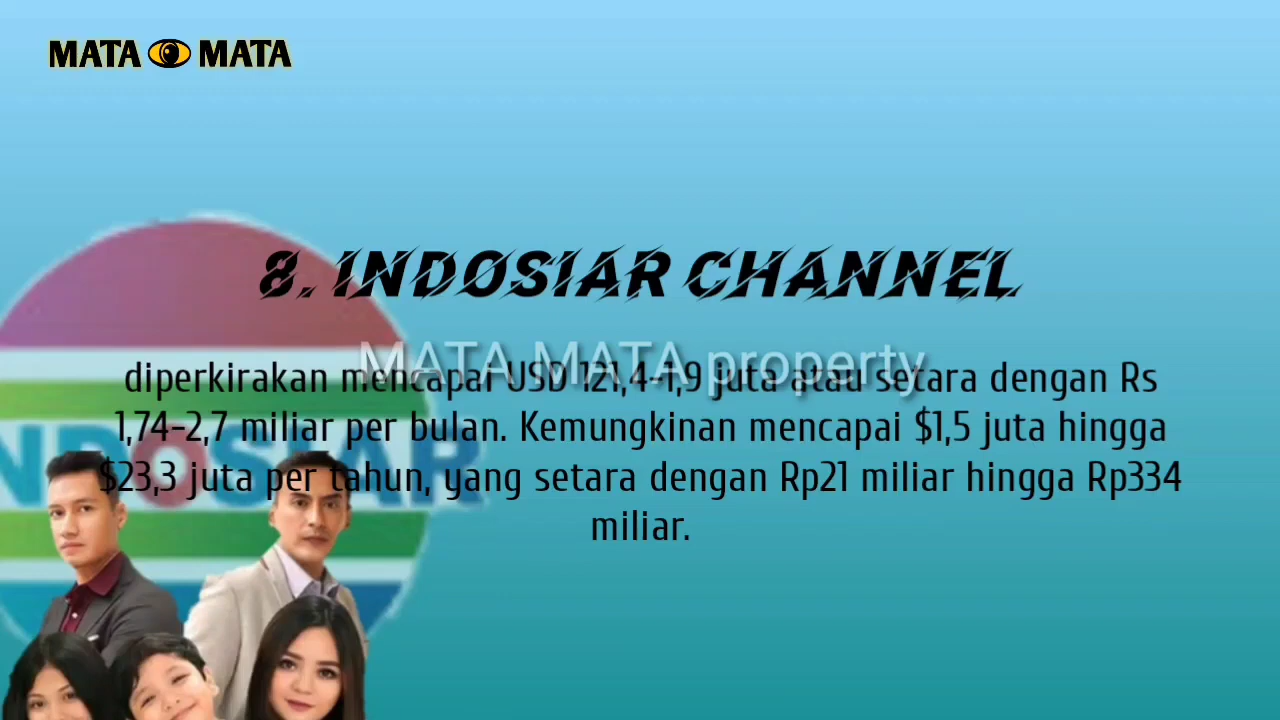 MATA MATA
8. INDOSIAR CHANNEL
MATA MATA property
diperkirakan mencapai USD 121,4-1,9 juta atau setara dengan Rs
1,74-2,7 miliar per bulan. Kemungkinan mencapai $1,5 juta hingga
$23,3 juta per tahun, yang setara dengan Rp21 miliar hingga Rp334
miliar.
INDOSIAR